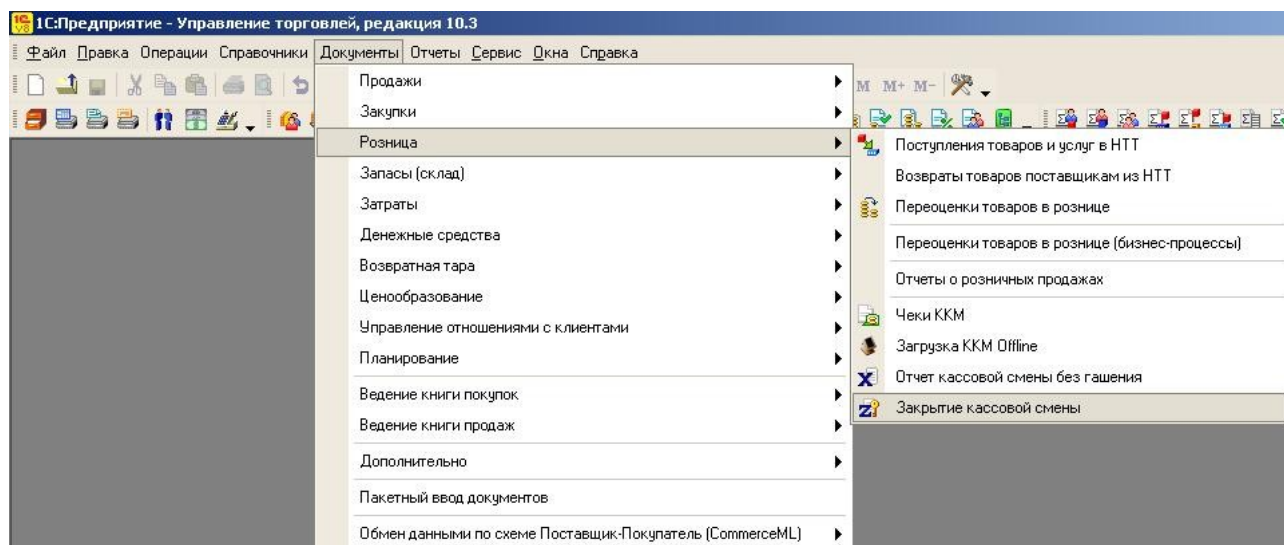 1С:Предприятие - Управление торговлей, редакция 10.3
Файл Правка Операции Справочники Документы Отчеты Сервис Окна Справка
M M+ M-
Продажи
Закупки
Розница
Запасы (склад)
Затраты
Денежные средства
Возвратная тара
Ценообразование
Управление отношениями с клиентами
Планирование
Ведение книги покупок
Ведение книги продаж
Дополнительно
Пакетный ввод документов
Обмен данными по схеме Поставщик-Покупатель (CommerceML)
Поступления товаров и услуг в НТТ
Возвраты товаров поставщикам из НТТ
Переоценки товаров в рознице
Переоценки товаров в рознице (бизнес-процессы)
Отчеты о розничных продажах
Чеки ККМ
Загрузка ККМ Offline
Отчет кассовой смены без гашения
Закрытие кассовой смены